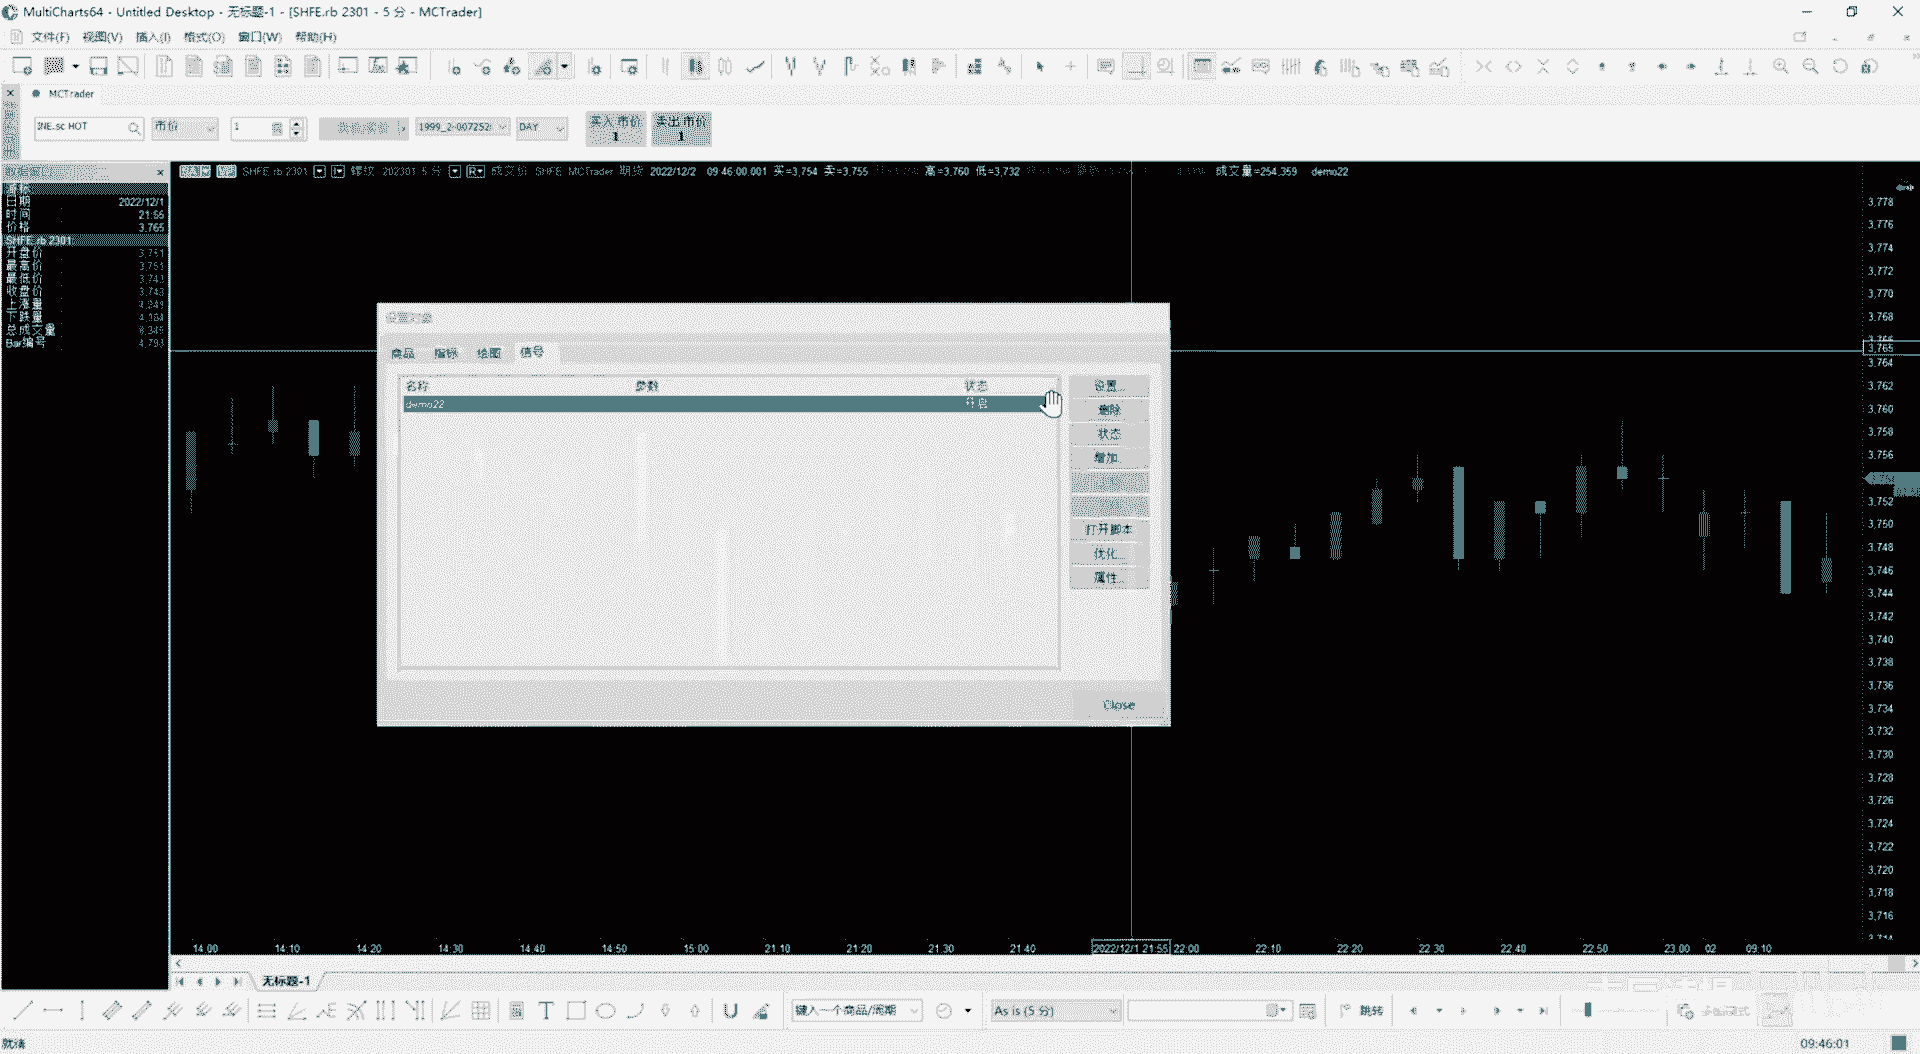 MultiCharts64 - Untitled Desktop - 无标题-1 - [SHFE.rb 2301 - 5 分 - MCTrader]
文件(F) 视图(V) 插入(I) 格式(O) 窗口(W) 帮助(H)
MCTrader
INE.sc HOT 市价 1 1999_2-007252 DAY 买入 市价 1 卖出 市价 1
SHFE.rb 2301 螺纹 202301 5 分 成交价 SHFE MCTrader 期货 2022/12/2 09:46:00.001 买=3,754 卖=3,755 高=3,760 低=3,732 成交量=254,359 demo22
日期 2022/12/1
时间 21:55
价格 3,765
SHFE.rb 2301:
开盘价 3,751
最高价 3,751
最低价 3,743
收盘价 3,743
上涨量
下跌量
总成交量
Bar编号 4,793
商品 指标 绘图 信号
名称 参数 状态
demo22 开启
设置...
删除
状态
增加...
打开脚本
优化...
属性...
Close
3,778
3,776
3,774
3,772
3,770
3,768
3,766
3,765
3,764
3,762
3,760
3,758
3,756
3,752
3,750
3,748
3,746
3,744
3,742
3,740
3,738
3,736
3,734
3,732
3,730
3,728
3,726
3,724
3,722
3,720
3,718
3,716
3,714
14:00 14:10 14:20 14:30 14:40 14:50 15:00 21:10 21:20 21:30 21:40 2022/12/1 21:55 22:00 22:10 22:20 22:30 22:40 22:50 23:00 02 09:10
无标题-1
键入一个商品/周期 As is (5 分) 跳转
就绪 09:46:01